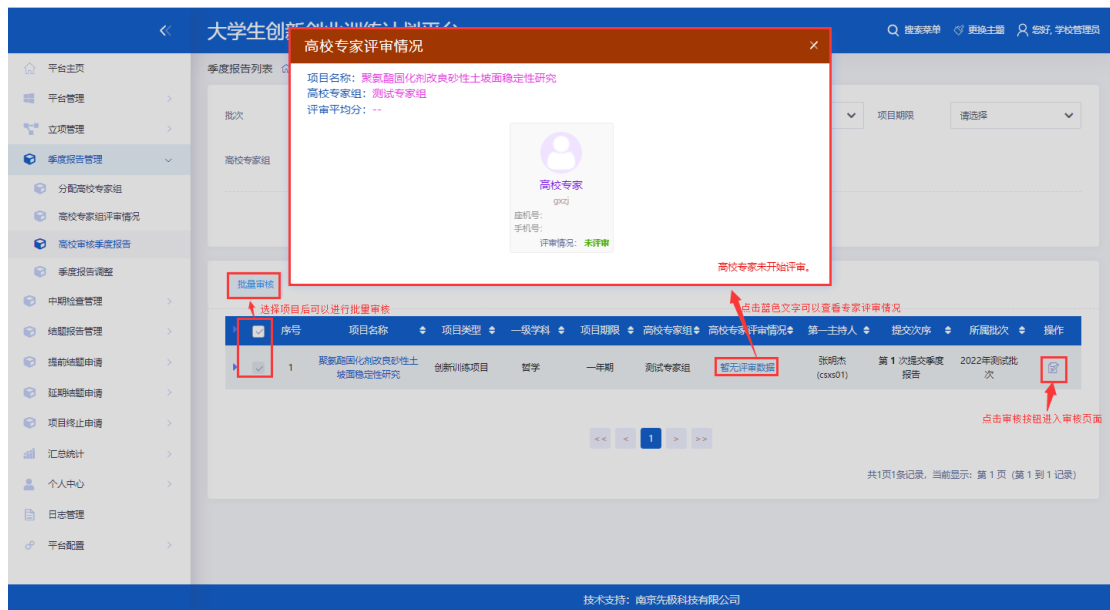 大学生创新创业训练计划平台
搜索菜单 更换主题 您好, 学校管理员
平台主页
平台管理
立项管理
季度报告管理
分配高校专家组
高校专家组评审情况
高校审核季度报告
季度报告调整
中期检查管理
结题报告管理
提前结题申请
延期结题申请
项目终止申请
汇总统计
个人中心
日志管理
平台配置
季度报告列表
批次
项目期限 请选择
高校专家组
高校专家评审情况 ×
项目名称: 聚氨酯固化剂改良砂性土坡面稳定性研究
高校专家组: 测试专家组
评审平均分: --
高校专家
gxzj
座机号:
手机号:
评审情况: 未评审
高校专家未开始评审。
批量审核
选择项目后可以进行批量审核
点击蓝色文字可以查看专家评审情况
序号 项目名称 项目类型 一级学科 项目期限 高校专家组 高校专家评审情况 第一主持人 提交次序 所属批次 操作
1 聚氨酯固化剂改良砂性土坡面稳定性研究 创新训练项目 哲学 一年期 测试专家组 暂无评审数据 张明杰 (csxs01) 第 1 次提交季度报告 2022年测试批次
点击审核按钮进入审核页面
<< < 1 > >>
共1页1条记录, 当前显示: 第 1 页 (第 1 到 1 记录)
技术支持: 南京先极科技有限公司